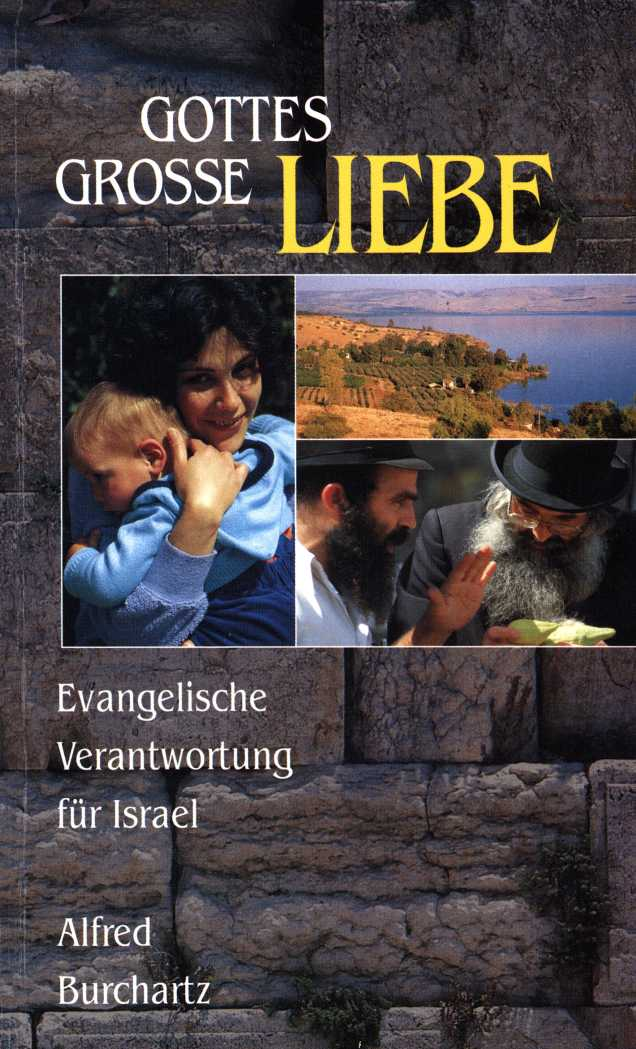 GOTTES
GROSSE LIEBE
Evangelische
Verantwortung
für Israel
Alfred
Burchartz